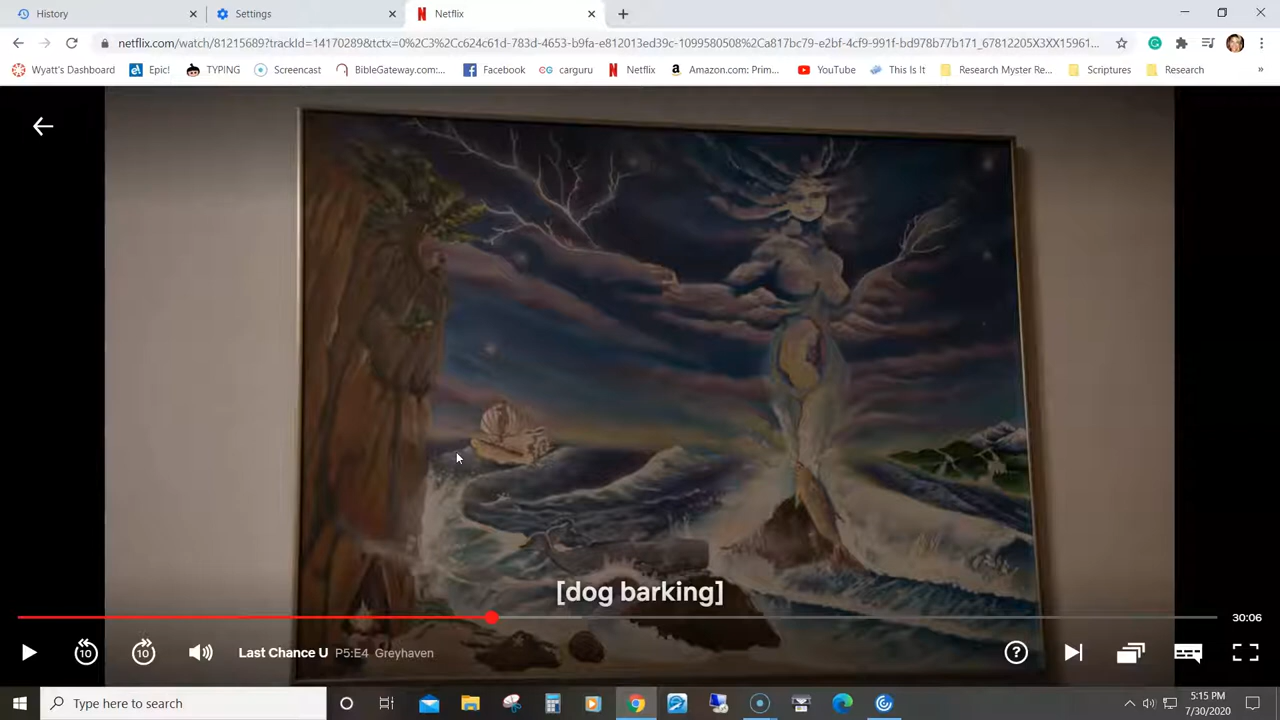 History
Settings
Netflix
netflix.com/watch/81215689?trackId=14170289&tctx=0%2C3%2Cc624c61d-783d-4653-b9fa-e812013ed39c-1099580508%2Ca817bc79-e2bf-4cf9-991f-bd978b77b171_67812205X3XX15961...
Wyatt's Dashboard Epic! TYPING Screencast BibleGateway.com:... Facebook carguru Netflix Amazon.com: Prim... YouTube This Is It Research Myster Re... Scriptures Research
[dog barking]
30:06
10 10 Last Chance U P5:E4 Greyhaven
Type here to search
5:15 PM
7/30/2020